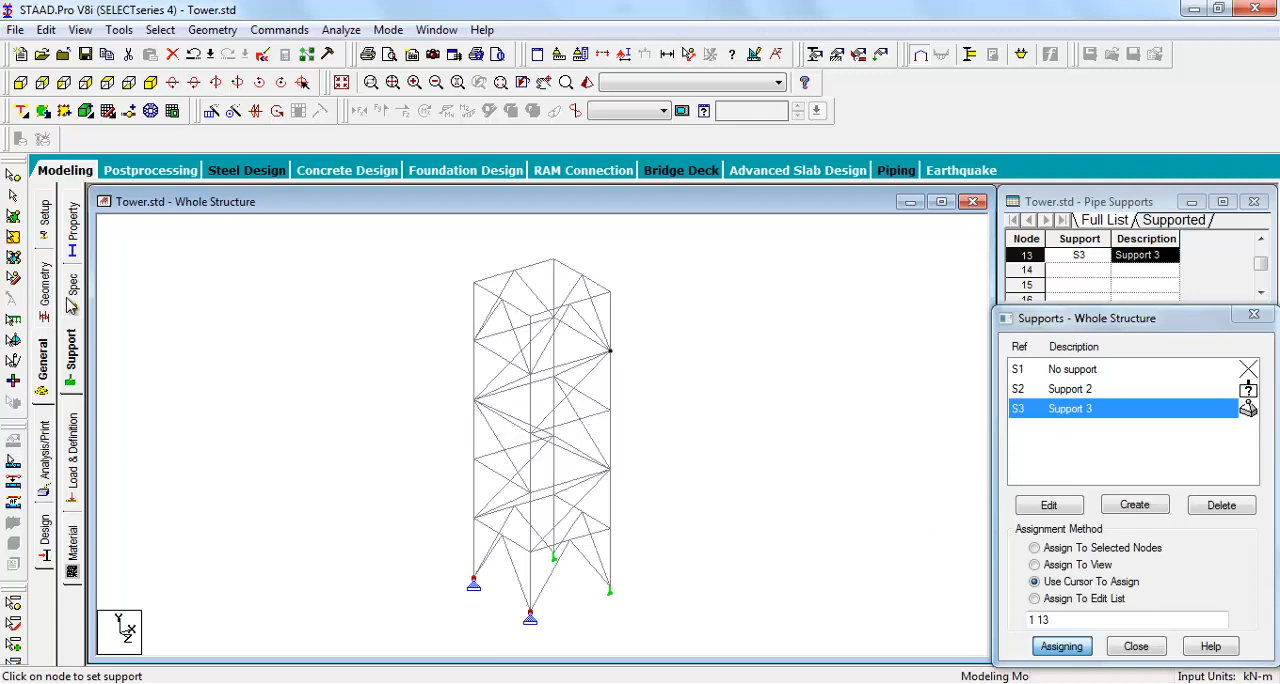 STAAD.Pro V8i (SELECTseries 4) - Tower.std
File Edit View Tools Select Geometry Commands Analyze Mode Window Help
Modeling Postprocessing Steel Design Concrete Design Foundation Design RAM Connection Bridge Deck Advanced Slab Design Piping Earthquake
Setup
Geometry
General
Analysis/Print
Design
Property
Spec
Support
Load & Definition
Material
Tower.std - Whole Structure
Y
X
Z
Tower.std - Pipe Supports
Full List Supported
Node Support Description
13 S3 Support 3
14
15
16
Supports - Whole Structure
Ref Description
S1 No support
S2 Support 2
S3 Support 3
Edit Create Delete
Assignment Method
Assign To Selected Nodes
Assign To View
Use Cursor To Assign
Assign To Edit List
1 13
Assigning Close Help
Click on node to set support Modeling Mo Input Units: kN-m